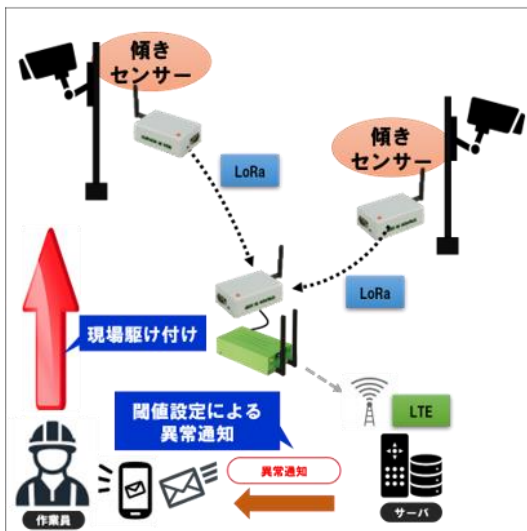 傾き
センサー
傾き
センサー
LoRa
LoRa
現場駆け付け
閾値設定による
異常通知
LTE
異常通知
作業員
サーバ